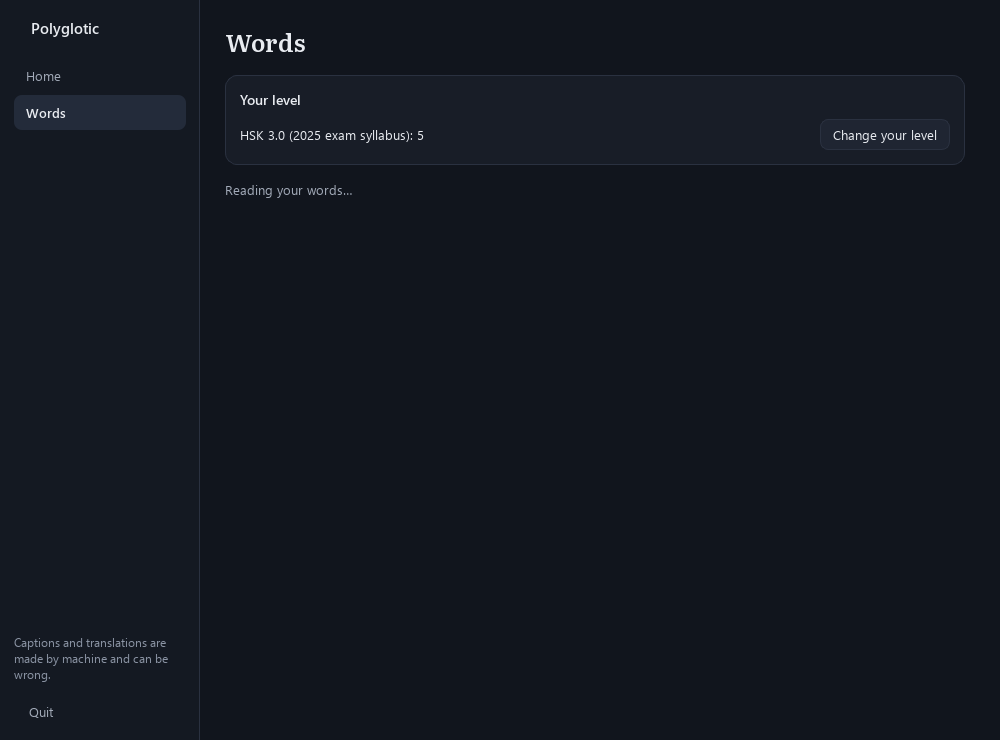 Polyglotic
Home
Words
Captions and translations are
made by machine and can be
wrong.
Quit
Words
Your level
HSK 3.0 (2025 exam syllabus): 5
Change your level
Reading your words...